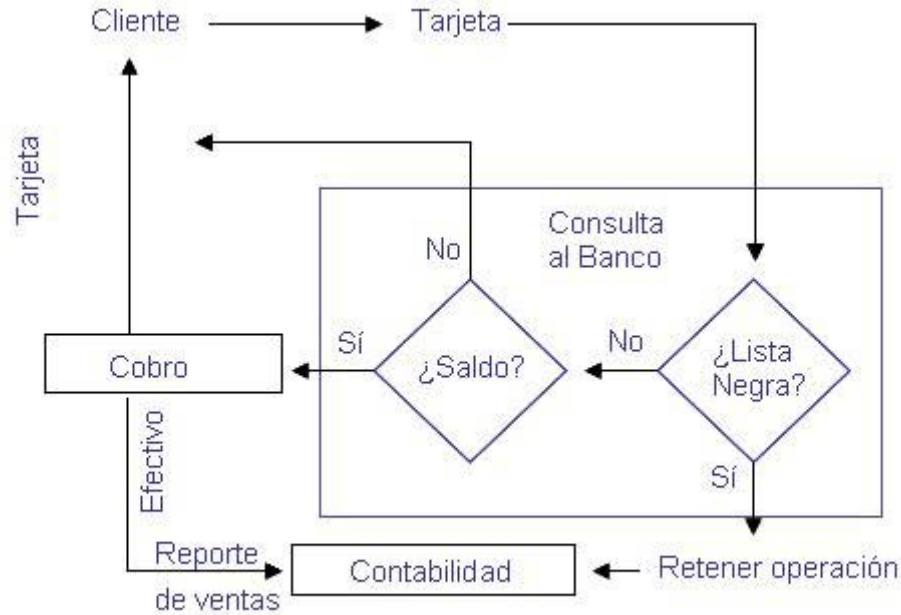 Cliente
Tarjeta
Tarjeta
Consulta
al Banco
No
Sí
No
¿Lista
Negra?
¿Saldo?
Cobro
Sí
Efectivo
Reporte
de ventas
Contabilidad
Retener operación